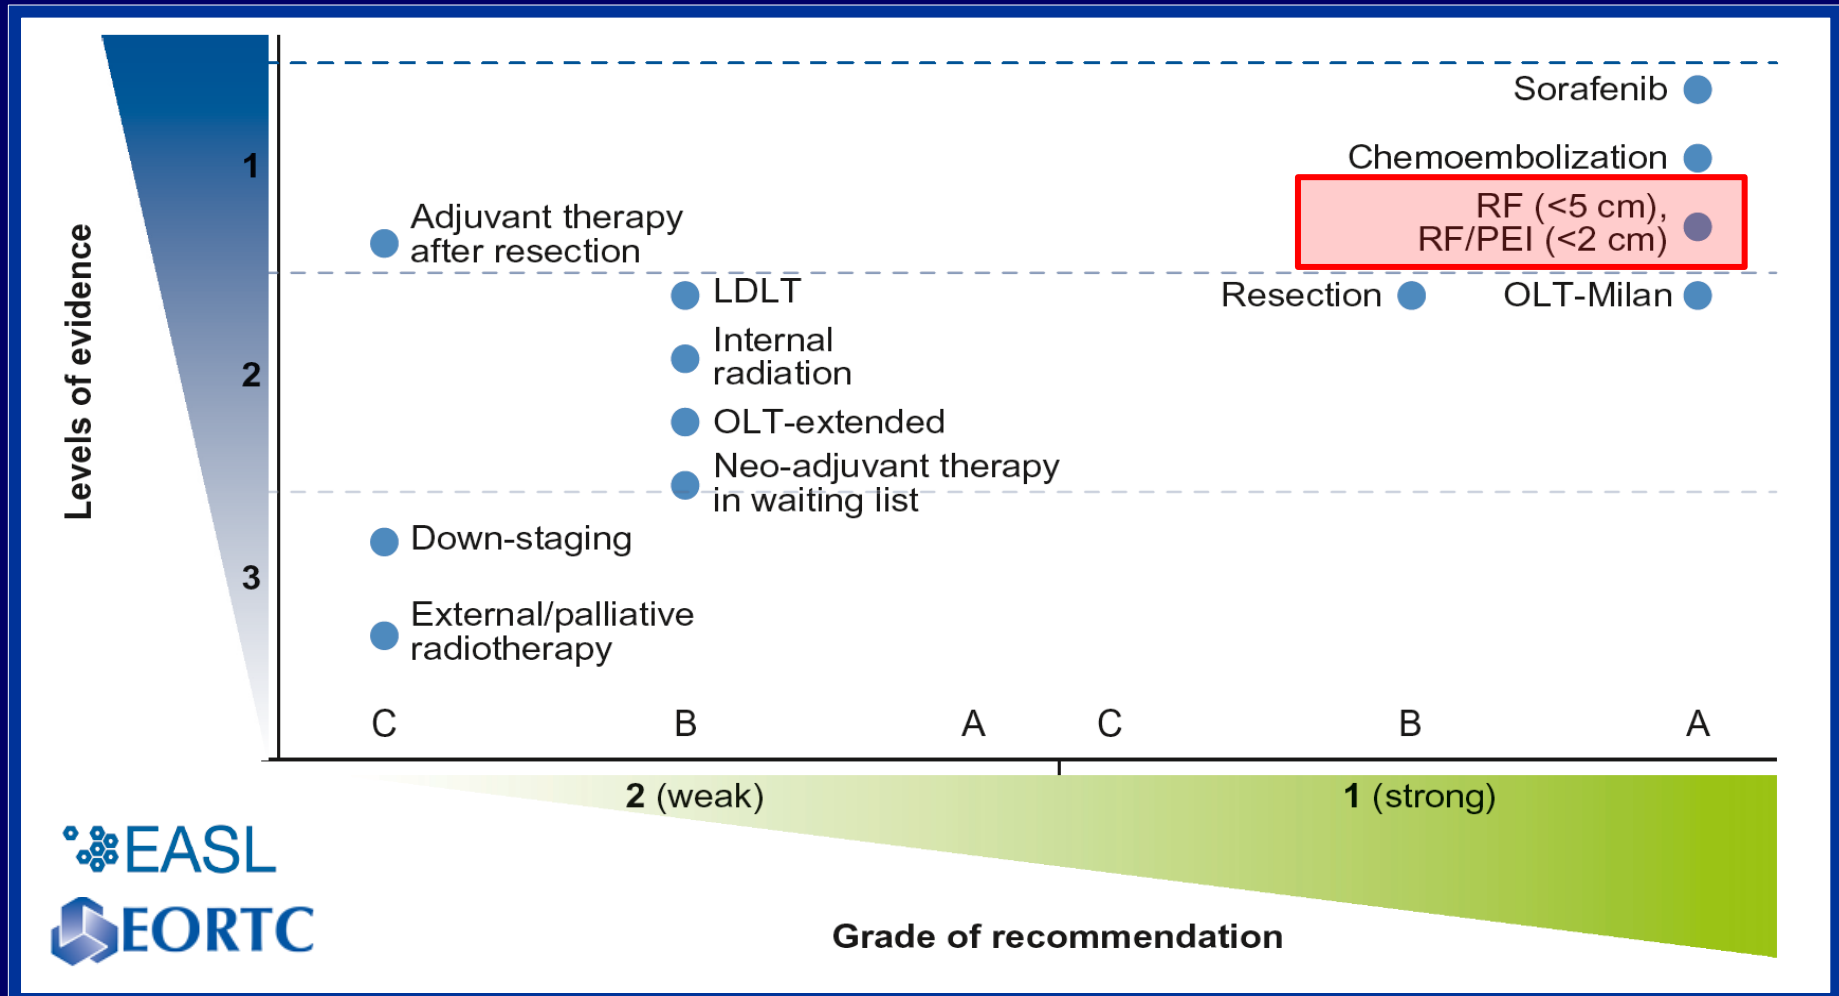 Sorafenib
1
Chemoembolization
Adjuvant therapy
after resection
RF (<5 cm),
RF/PEI (<2 cm)
Levels of evidence
LDLT
Resection
OLT-Milan
Internal
radiation
2
OLT-extended
Neo-adjuvant therapy
in waiting list
Down-staging
3
External/palliative
radiotherapy
C B A C B A
2 (weak) 1 (strong)
EASL
EORTC
Grade of recommendation